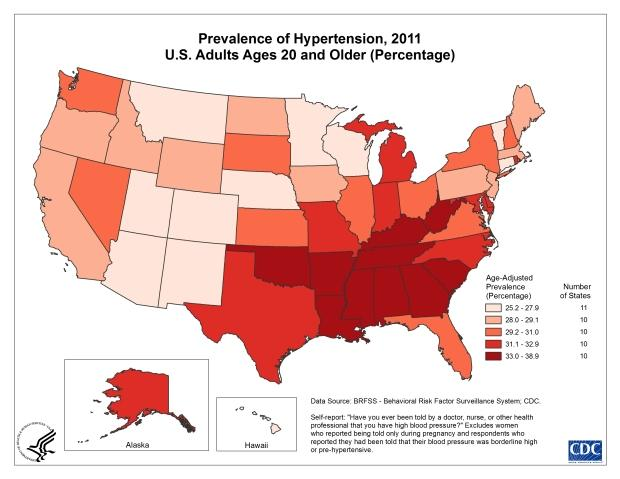 Prevalence of Hypertension, 2011
U.S. Adults Ages 20 and Older (Percentage)
Age-Adjusted
Prevalence
(Percentage)
Number
of States
25.2 - 27.9 11
28.0 - 29.1 10
29.2 - 31.0 10
31.1 - 32.9 10
33.0 - 38.9 10
Alaska
Hawaii
Data Source: BRFSS - Behavioral Risk Factor Surveillance System; CDC.
Self-report: "Have you ever been told by a doctor, nurse, or other health
professional that you have high blood pressure?" Excludes women
who reported being told only during pregnancy and respondents who
reported they had been told that their blood pressure was borderline high
or pre-hypertensive.
CDC